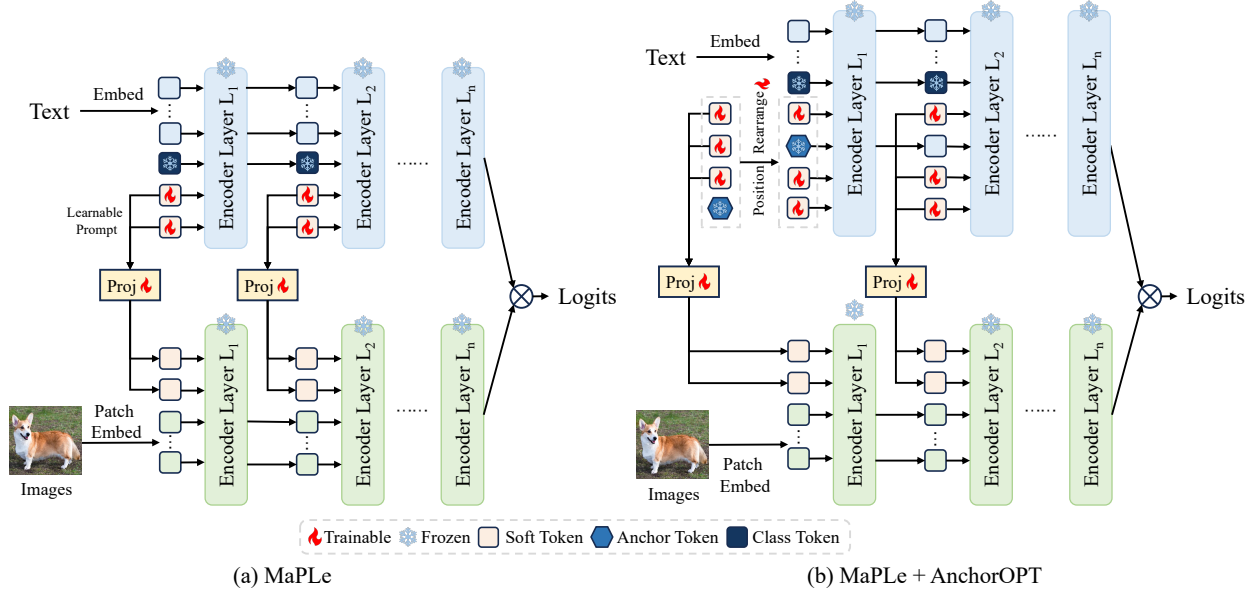 Text
Embed
Encoder Layer L1
Encoder Layer L2
Encoder Layer Ln
......
Learnable
Prompt
Proj
Proj
Logits
Encoder Layer L1
Encoder Layer L2
Encoder Layer Ln
......
Patch
Embed
Images
Text
Embed
Position Rearrange
Encoder Layer L1
Encoder Layer L2
Encoder Layer Ln
......
Proj
Proj
Logits
Encoder Layer L1
Encoder Layer L2
Encoder Layer Ln
......
Patch
Embed
Images
Trainable Frozen Soft Token Anchor Token Class Token
(a) MaPLe
(b) MaPLe + AnchorOPT